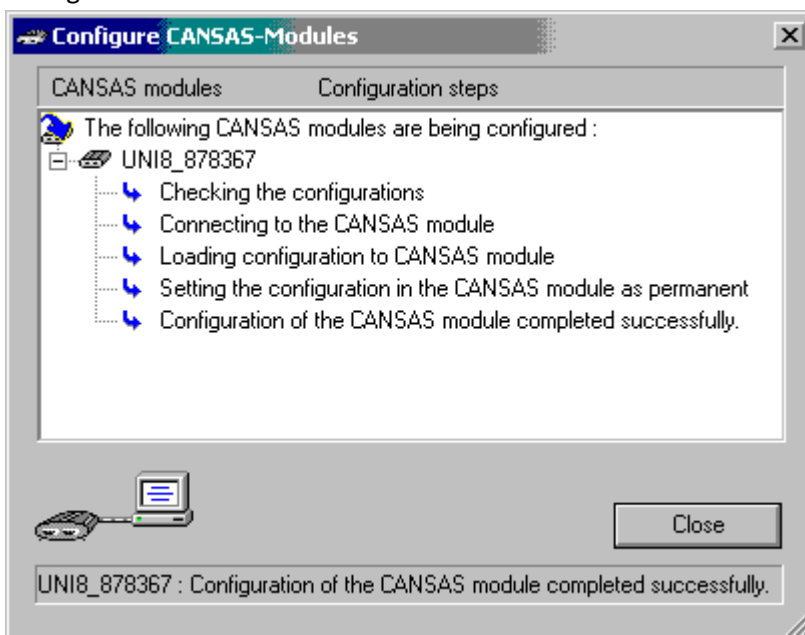 Configure CANSAS-Modules
CANSAS modules Configuration steps
The following CANSAS modules are being configured :
UNI8_878367
Checking the configurations
Connecting to the CANSAS module
Loading configuration to CANSAS module
Setting the configuration in the CANSAS module as permanent
Configuration of the CANSAS module completed successfully.
Close
UNI8_878367 : Configuration of the CANSAS module completed successfully.